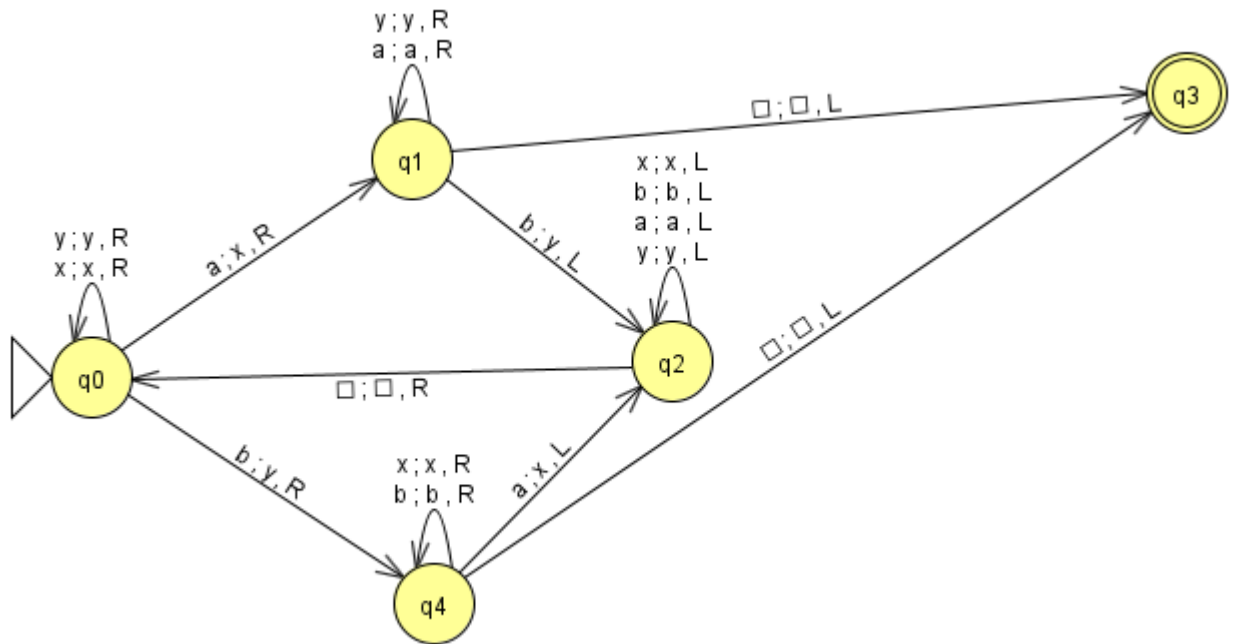 y ; y , R
a ; a , R
q1
□ ; □ , L
q3
x ; x , L
b ; b , L
a ; a , L
y ; y , L
y ; y , R
x ; x , R
a ; x , R
b ; y , L
q0
□ ; □ , R
q2
□ ; □ , L
b ; y , R
x ; x , R
b ; b , R
a ; x , L
q4